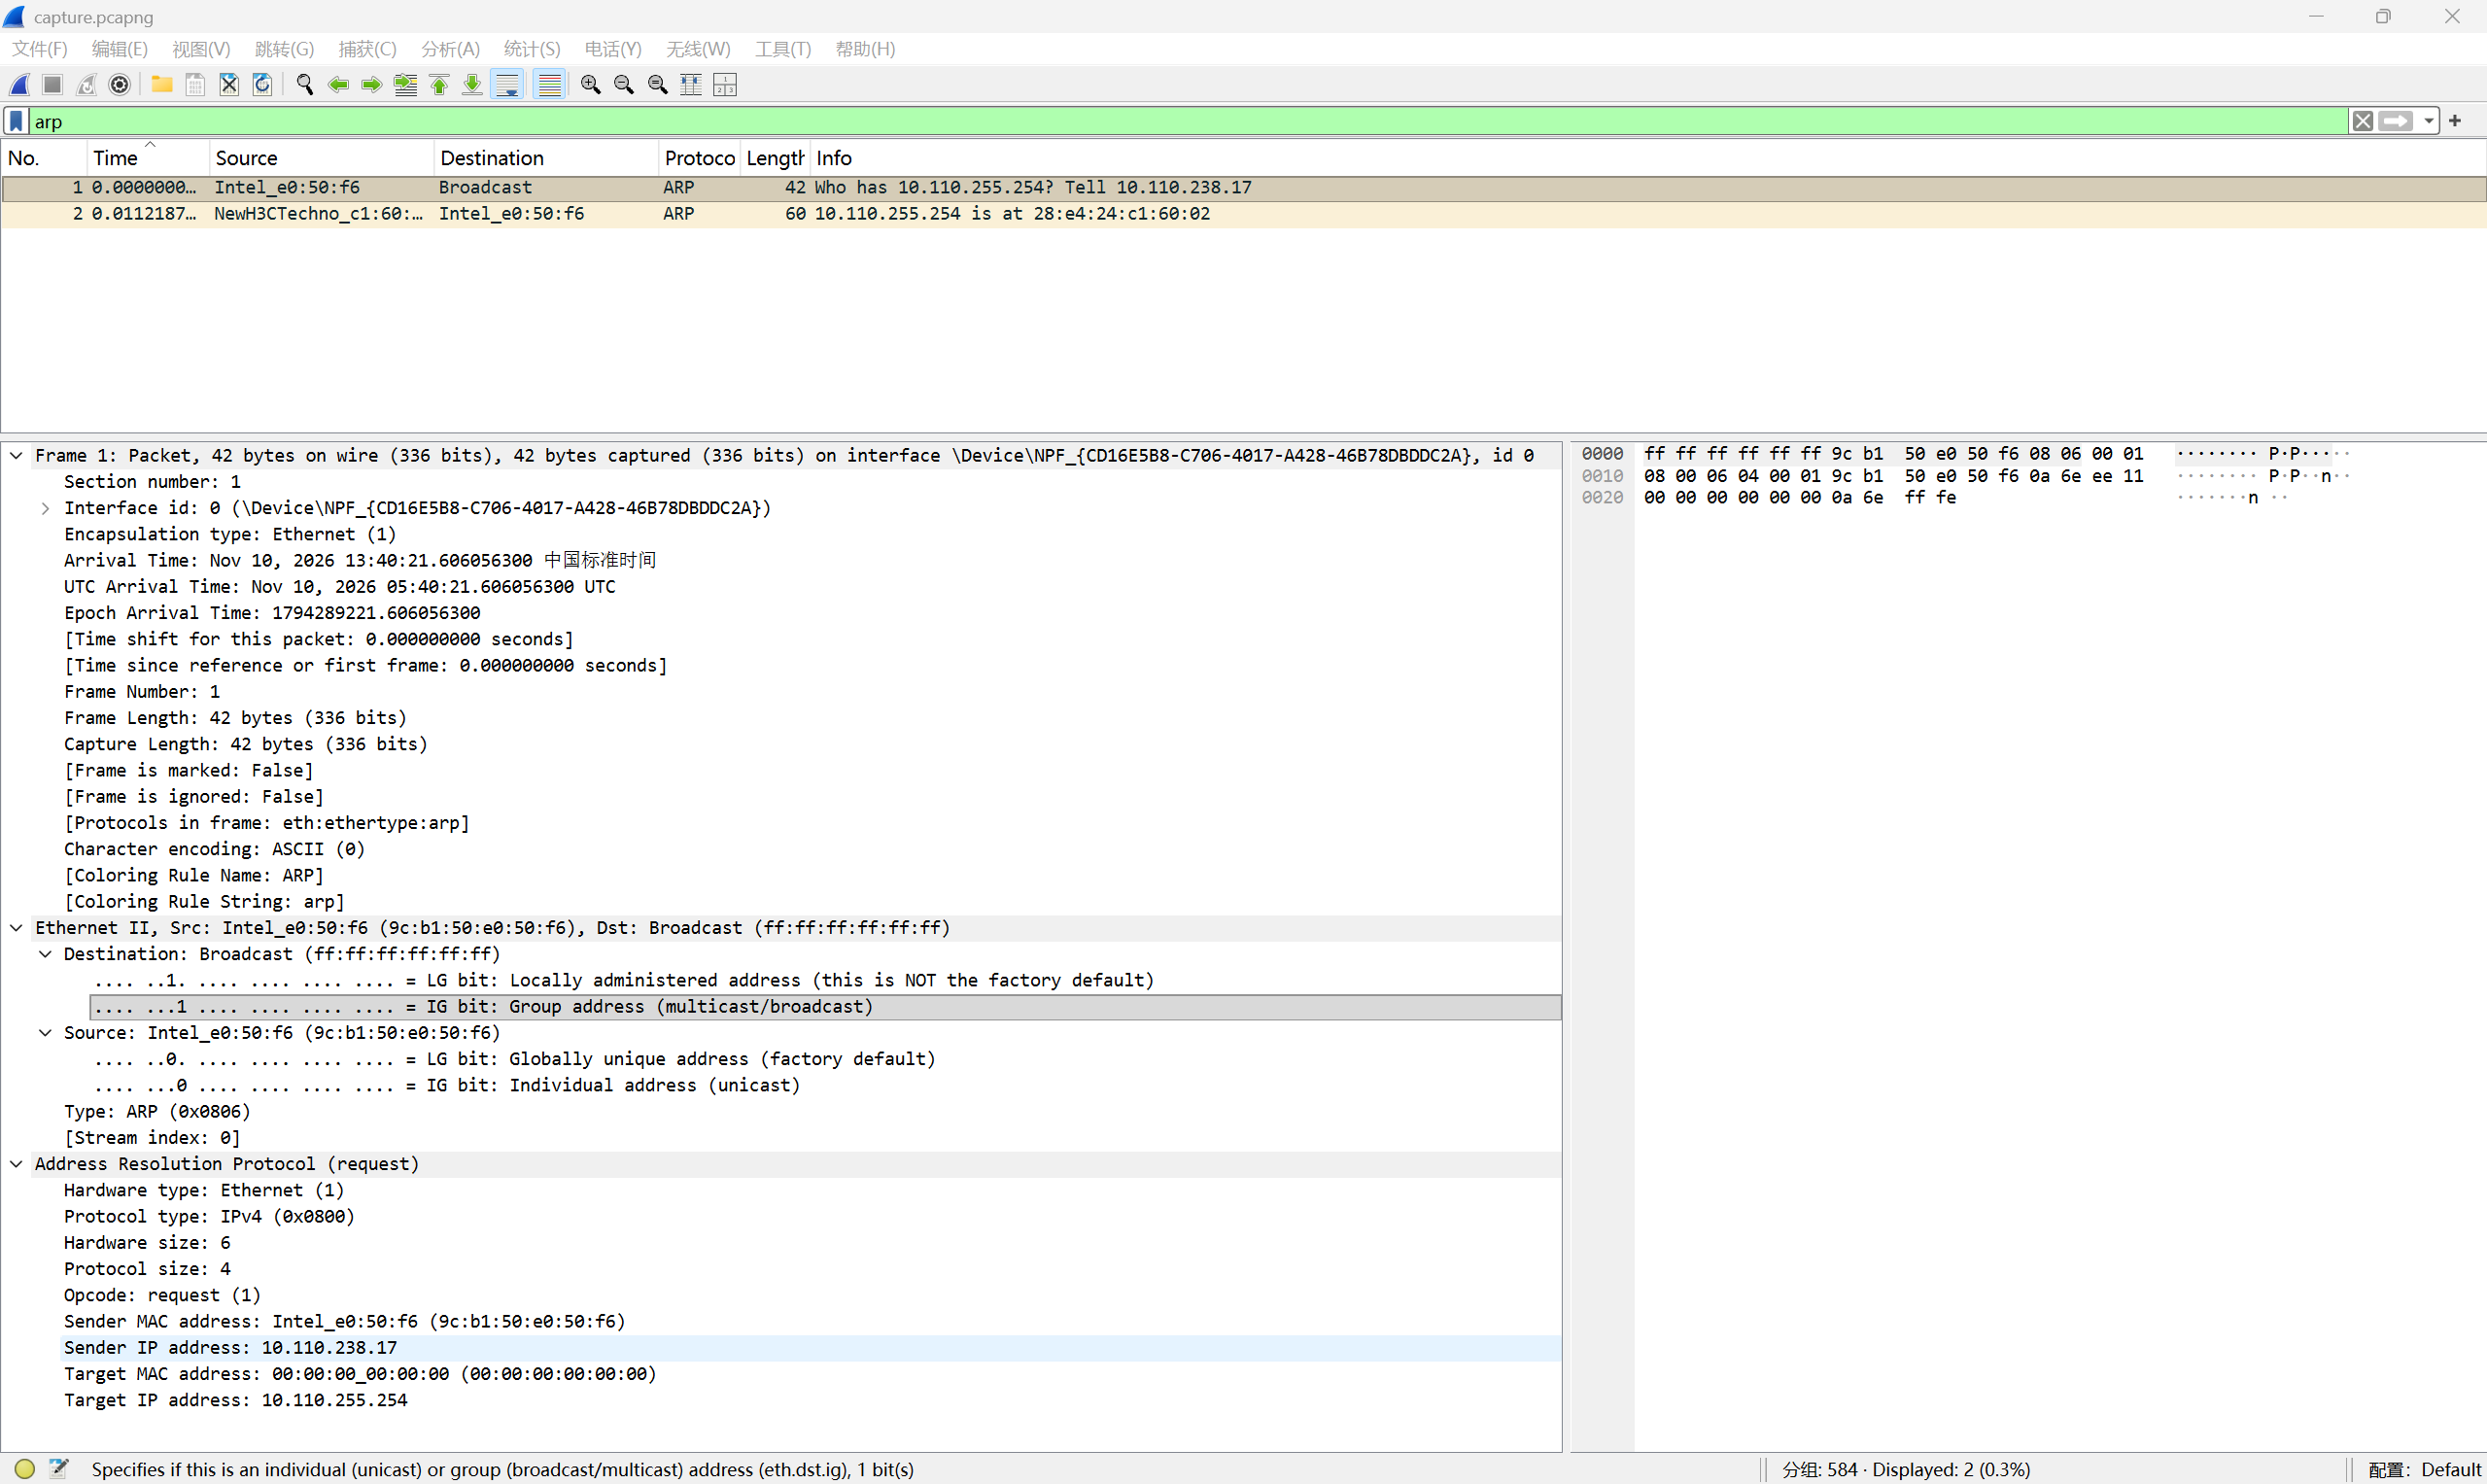 capture.pcapng
文件(F) 编辑(E) 视图(V) 跳转(G) 捕获(C) 分析(A) 统计(S) 电话(Y) 无线(W) 工具(T) 帮助(H)
arp
No. Time Source Destination Protoco Length Info
1 0.0000000… Intel_e0:50:f6 Broadcast ARP 42 Who has 10.110.255.254? Tell 10.110.238.17
2 0.0112187… NewH3CTechno_c1:60:… Intel_e0:50:f6 ARP 60 10.110.255.254 is at 28:e4:24:c1:60:02
Frame 1: Packet, 42 bytes on wire (336 bits), 42 bytes captured (336 bits) on interface \Device\NPF_{CD16E5B8-C706-4017-A428-46B78DBDDC2A}, id 0
Section number: 1
Interface id: 0 (\Device\NPF_{CD16E5B8-C706-4017-A428-46B78DBDDC2A})
Encapsulation type: Ethernet (1)
Arrival Time: Nov 10, 2026 13:40:21.606056300 中国标准时间
UTC Arrival Time: Nov 10, 2026 05:40:21.606056300 UTC
Epoch Arrival Time: 1794289221.606056300
[Time shift for this packet: 0.000000000 seconds]
[Time since reference or first frame: 0.000000000 seconds]
Frame Number: 1
Frame Length: 42 bytes (336 bits)
Capture Length: 42 bytes (336 bits)
[Frame is marked: False]
[Frame is ignored: False]
[Protocols in frame: eth:ethertype:arp]
Character encoding: ASCII (0)
[Coloring Rule Name: ARP]
[Coloring Rule String: arp]
Ethernet II, Src: Intel_e0:50:f6 (9c:b1:50:e0:50:f6), Dst: Broadcast (ff:ff:ff:ff:ff:ff)
Destination: Broadcast (ff:ff:ff:ff:ff:ff)
.... ..1. .... .... .... .... = LG bit: Locally administered address (this is NOT the factory default)
.... ...1 .... .... .... .... = IG bit: Group address (multicast/broadcast)
Source: Intel_e0:50:f6 (9c:b1:50:e0:50:f6)
.... ..0. .... .... .... .... = LG bit: Globally unique address (factory default)
.... ...0 .... .... .... .... = IG bit: Individual address (unicast)
Type: ARP (0x0806)
[Stream index: 0]
Address Resolution Protocol (request)
Hardware type: Ethernet (1)
Protocol type: IPv4 (0x0800)
Hardware size: 6
Protocol size: 4
Opcode: request (1)
Sender MAC address: Intel_e0:50:f6 (9c:b1:50:e0:50:f6)
Sender IP address: 10.110.238.17
Target MAC address: 00:00:00_00:00:00 (00:00:00:00:00:00)
Target IP address: 10.110.255.254
0000 ff ff ff ff ff ff 9c b1 50 e0 50 f6 08 06 00 01 ········ P·P·····
0010 08 00 06 04 00 01 9c b1 50 e0 50 f6 0a 6e ee 11 ········ P·P··n··
0020 00 00 00 00 00 00 0a 6e ff fe ·······n ··
Specifies if this is an individual (unicast) or group (broadcast/multicast) address (eth.dst.ig), 1 bit(s)
分组: 584 · Displayed: 2 (0.3%)
配置: Default